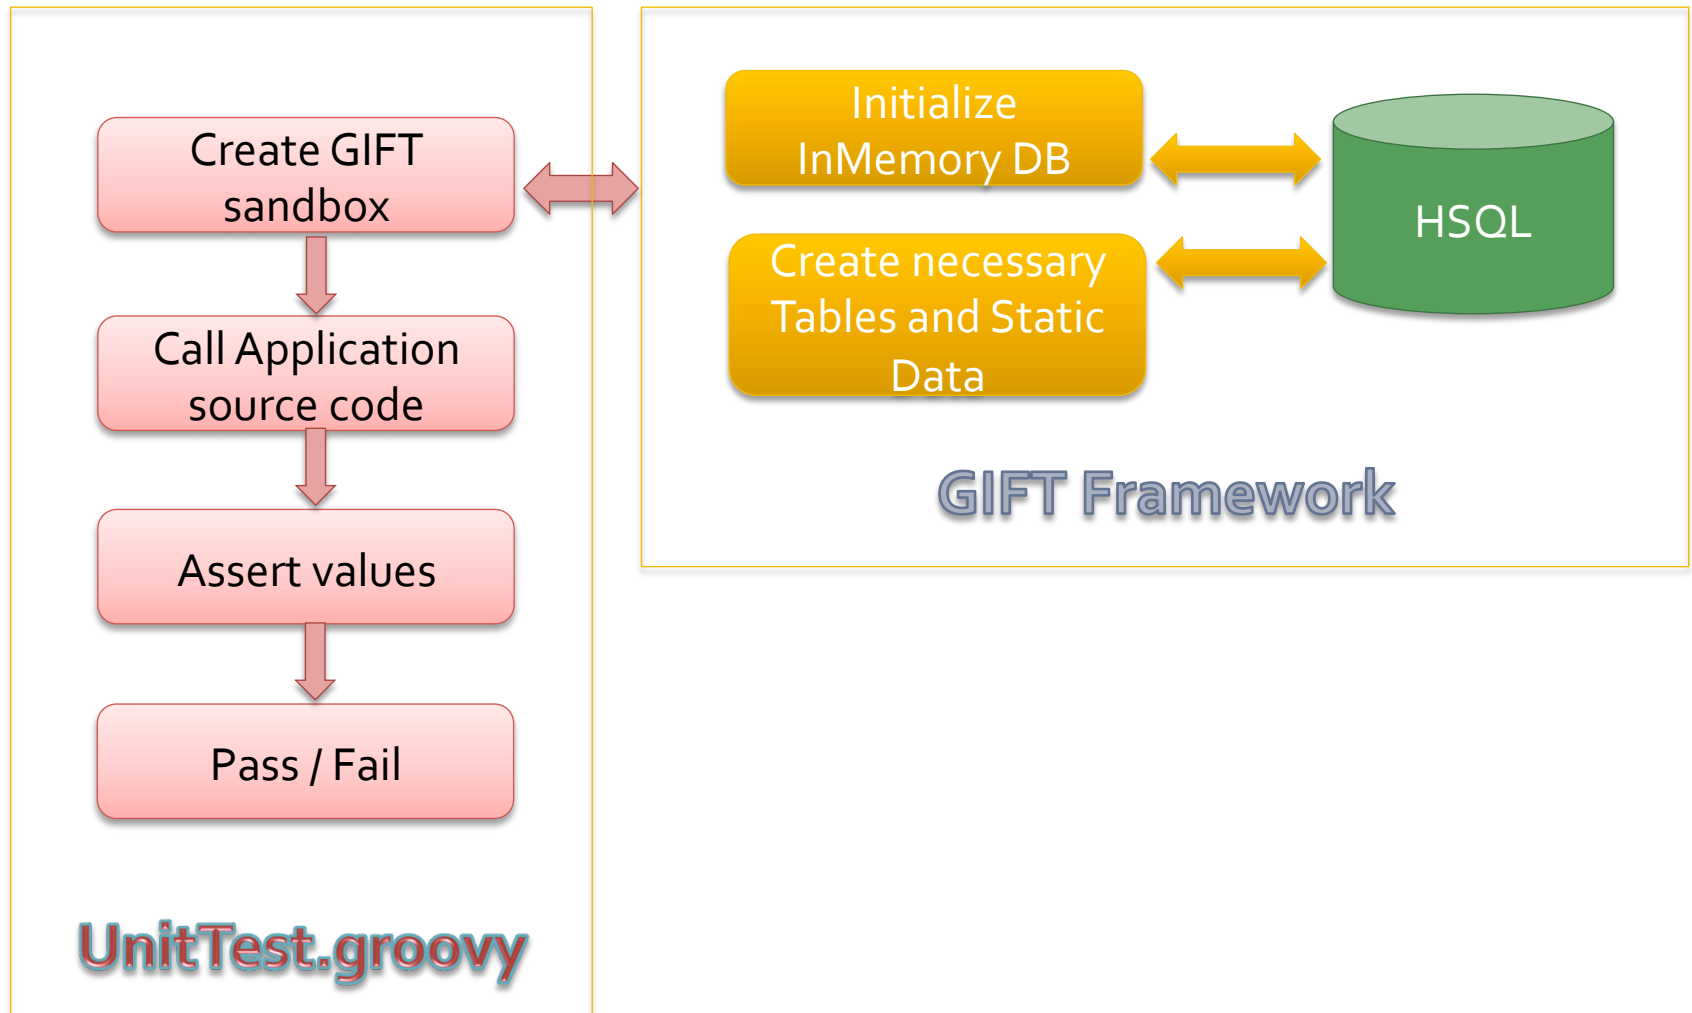 Create GIFT
sandbox
Call Application
source code
Assert values
Pass / Fail
UnitTest.groovy
Initialize
InMemory DB
Create necessary
Tables and Static
Data
HSQL
GIFT Framework